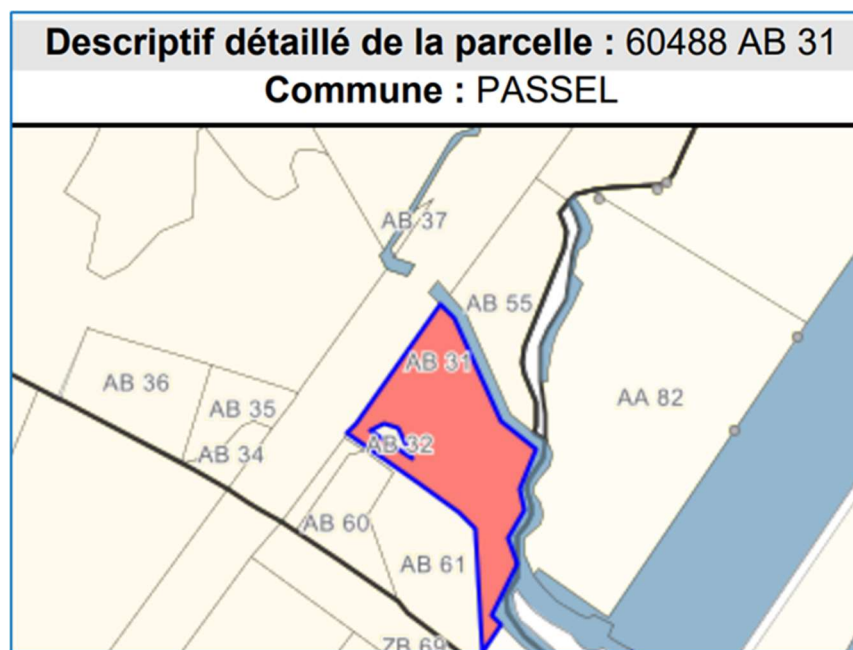 Descriptif détaillé de la parcelle : 60488 AB 31
Commune : PASSEL
AB 37
AB 55
AB 31
AB 36
AB 35
AA 82
AB 32
AB 34
AB 60
AB 61
ZB 69